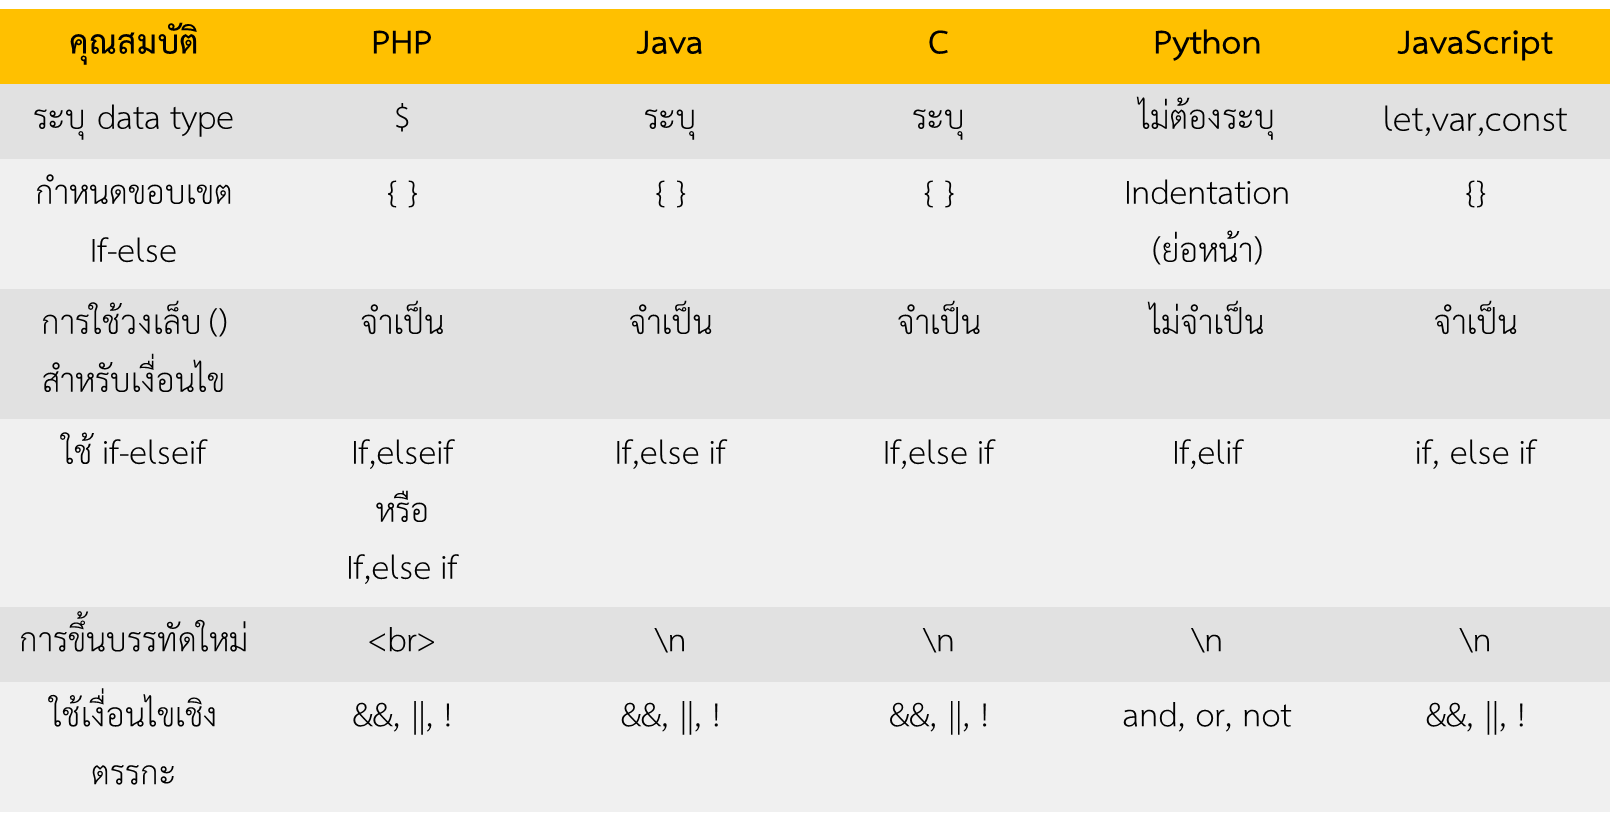 คุณสมบัติ PHP Java C Python JavaScript
ระบุ data type $ ระบุ ระบุ ไม่ต้องระบุ let,var,const
กำหนดขอบเขต { } { } { } Indentation {}
If-else (ย่อหน้า)
การใช้วงเล็บ () จำเป็น จำเป็น จำเป็น ไม่จำเป็น จำเป็น
สำหรับเงื่อนไข
ใช้ if-elseif If,elseif If,else if If,else if If,elif if, else if
หรือ
If,else if
การขึ้นบรรทัดใหม่ <br> \n \n \n \n
ใช้เงื่อนไขเชิง &&, ||, ! &&, ||, ! &&, ||, ! and, or, not &&, ||, !
ตรรกะ